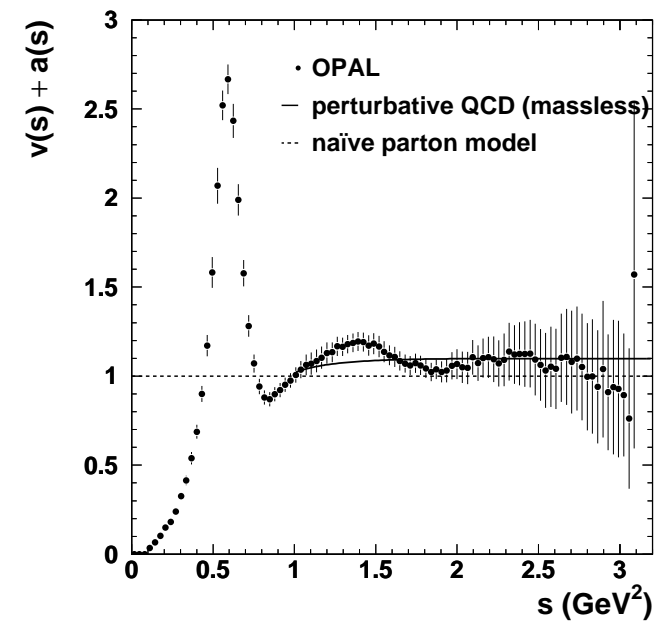 v(s) + a(s)
3
2.5
2
1.5
1
0.5
0
OPAL
perturbative QCD (massless)
naïve parton model
0 0.5 1 1.5 2 2.5 3
s (GeV²)